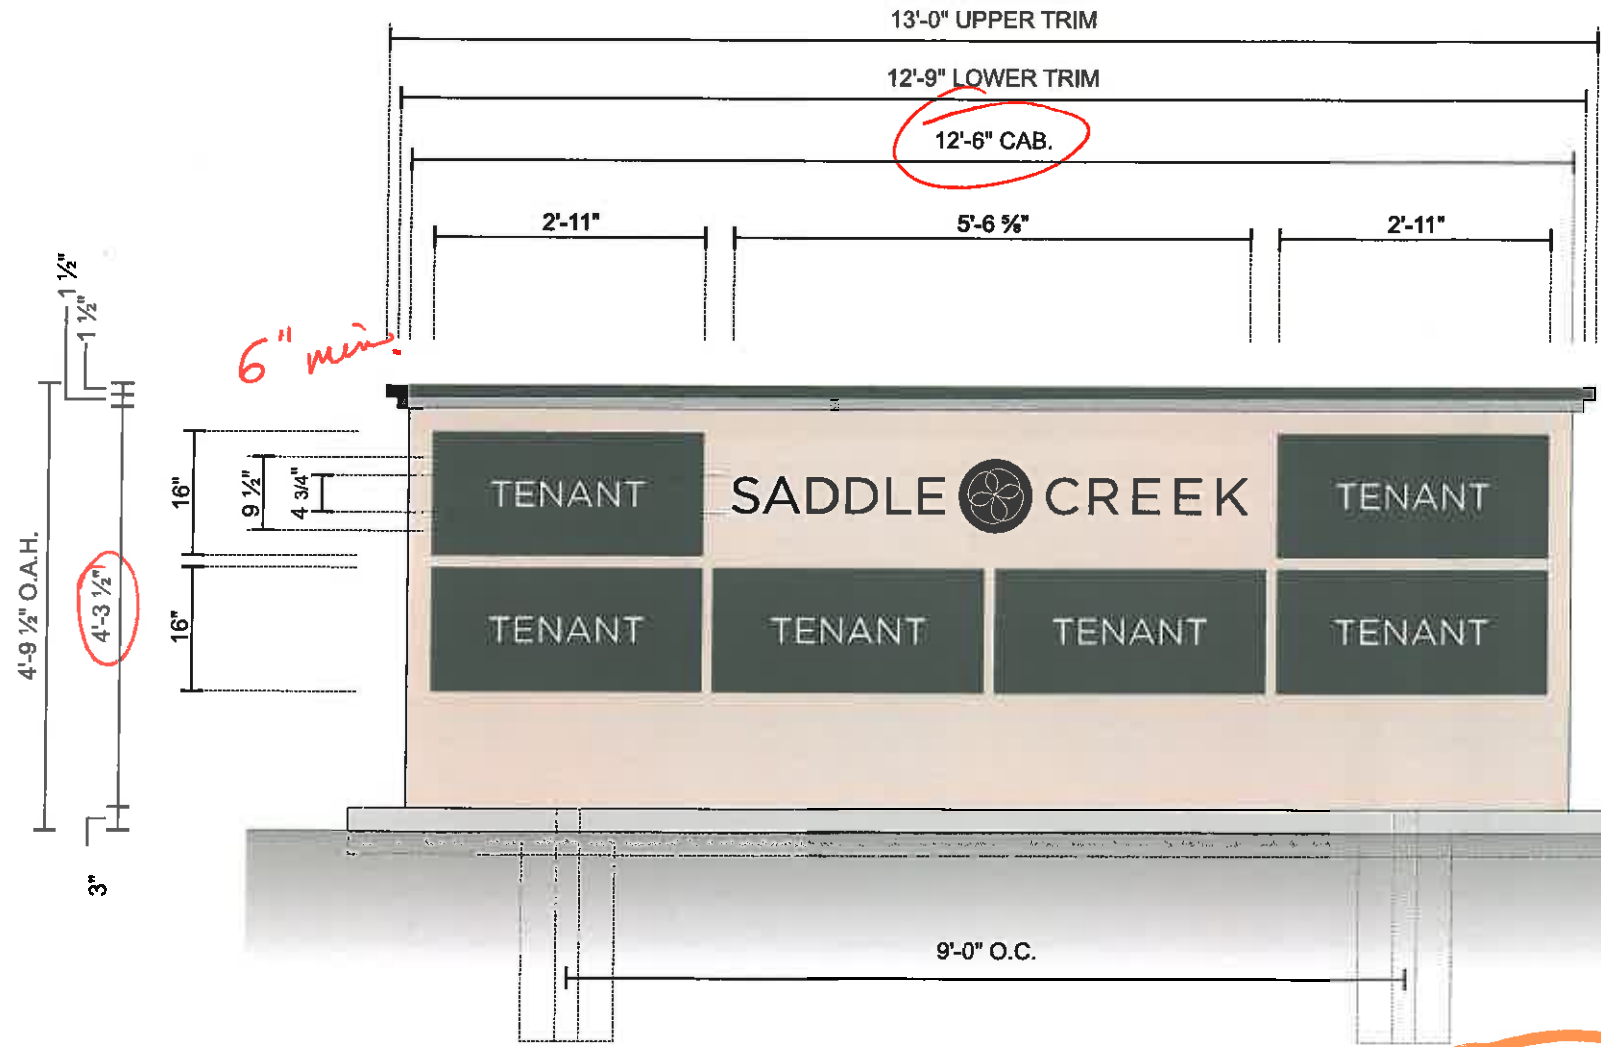 13'-0" UPPER TRIM
12'-9" LOWER TRIM
12'-6" CAB.
2'-11"
5'-6 ⅝"
2'-11"
1 ½"
1 ½"
6" min.
16"
9 ½"
4 3/4"
TENANT
SADDLE CREEK
TENANT
4'-9 ½" O.A.H.
4'-3 ½"
16"
TENANT
TENANT
TENANT
TENANT
3"
9'-0" O.C.